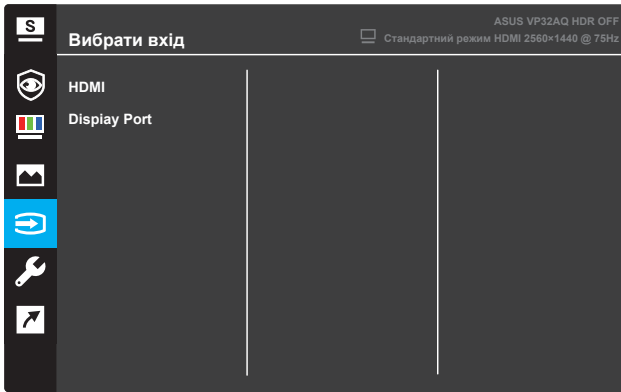 S
ASUS VP32AQ HDR OFF
Вибрати вхід
Стандартний режим HDMI 2560×1440 @ 75Hz
HDMI
Dispiay Port